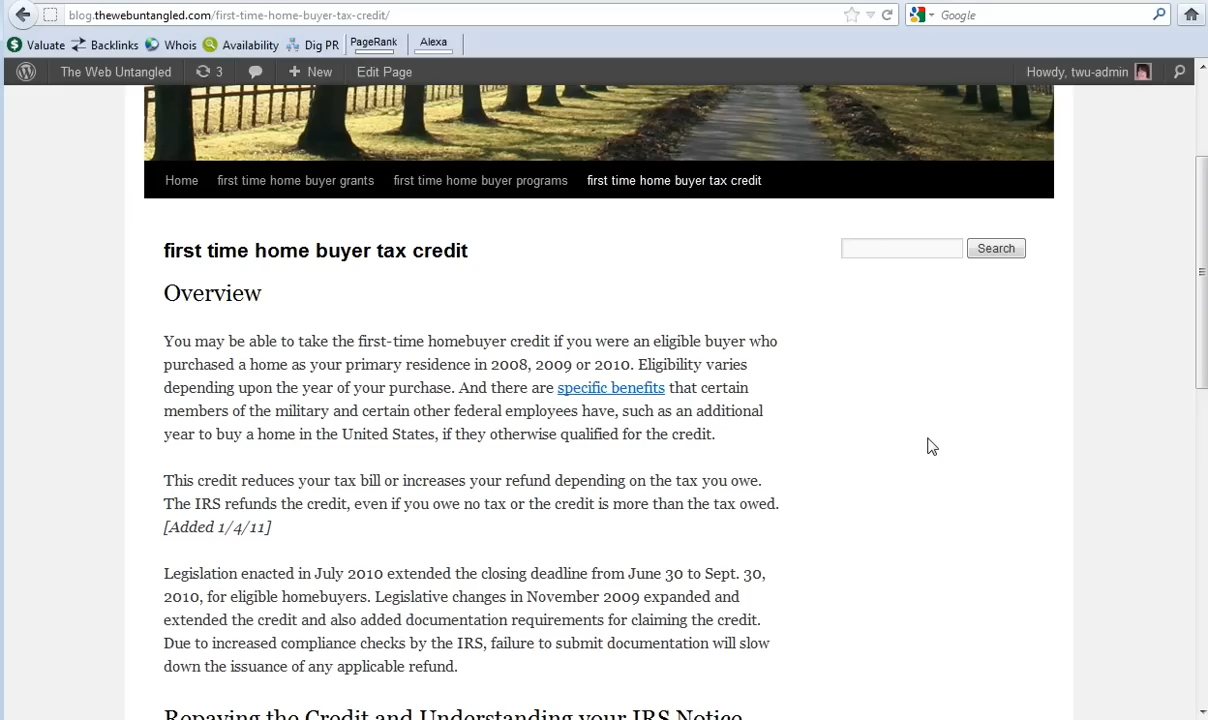 blog.thewebuntangled.com/first-time-home-buyer-tax-credit/
Google
Valuate Backlinks Whois Availability Dig PR PageRank Alexa
The Web Untangled 3 New Edit Page Howdy, twu-admin
Home first time home buyer grants first time home buyer programs first time home buyer tax credit
first time home buyer tax credit
Search
Overview
You may be able to take the first-time homebuyer credit if you were an eligible buyer who
purchased a home as your primary residence in 2008, 2009 or 2010. Eligibility varies
depending upon the year of your purchase. And there are specific benefits that certain
members of the military and certain other federal employees have, such as an additional
year to buy a home in the United States, if they otherwise qualified for the credit.
This credit reduces your tax bill or increases your refund depending on the tax you owe.
The IRS refunds the credit, even if you owe no tax or the credit is more than the tax owed.
[Added 1/4/11]
Legislation enacted in July 2010 extended the closing deadline from June 30 to Sept. 30,
2010, for eligible homebuyers. Legislative changes in November 2009 expanded and
extended the credit and also added documentation requirements for claiming the credit.
Due to increased compliance checks by the IRS, failure to submit documentation will slow
down the issuance of any applicable refund.
Repaying the Credit and Understanding your IRS Notice